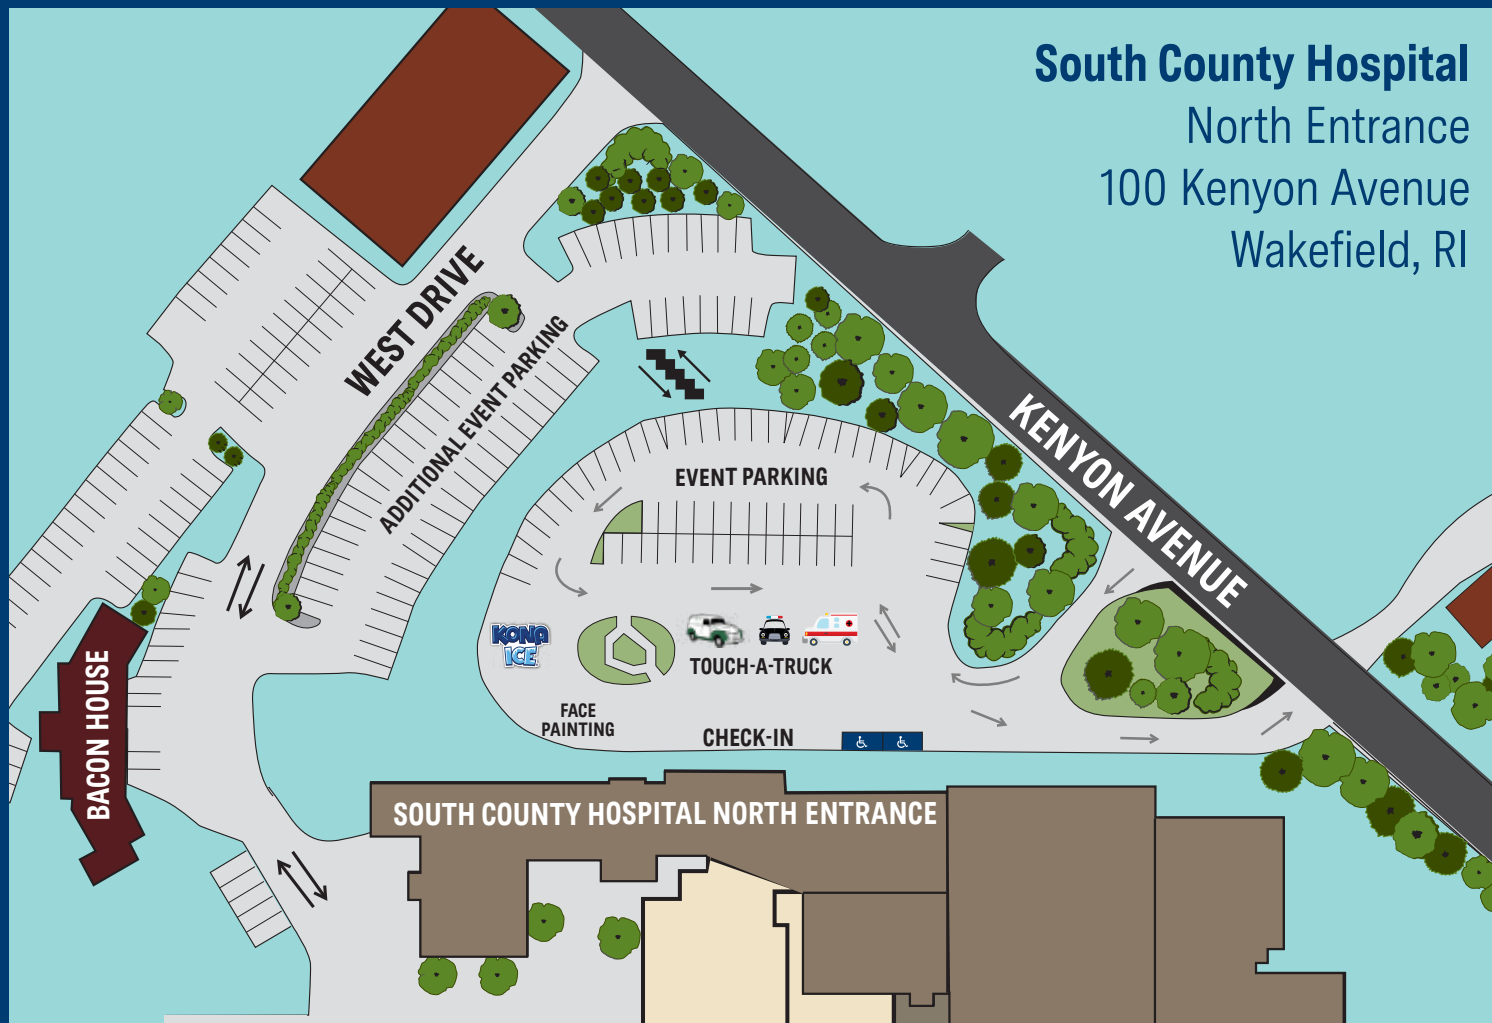 South County Hospital
North Entrance
100 Kenyon Avenue
Wakefield, RI
WEST DRIVE
ADDITIONAL EVENT PARKING
KENYON AVENUE
EVENT PARKING
KONA
ICE
TOUCH-A-TRUCK
FACE
PAINTING
CHECK-IN
BACON HOUSE
SOUTH COUNTY HOSPITAL NORTH ENTRANCE